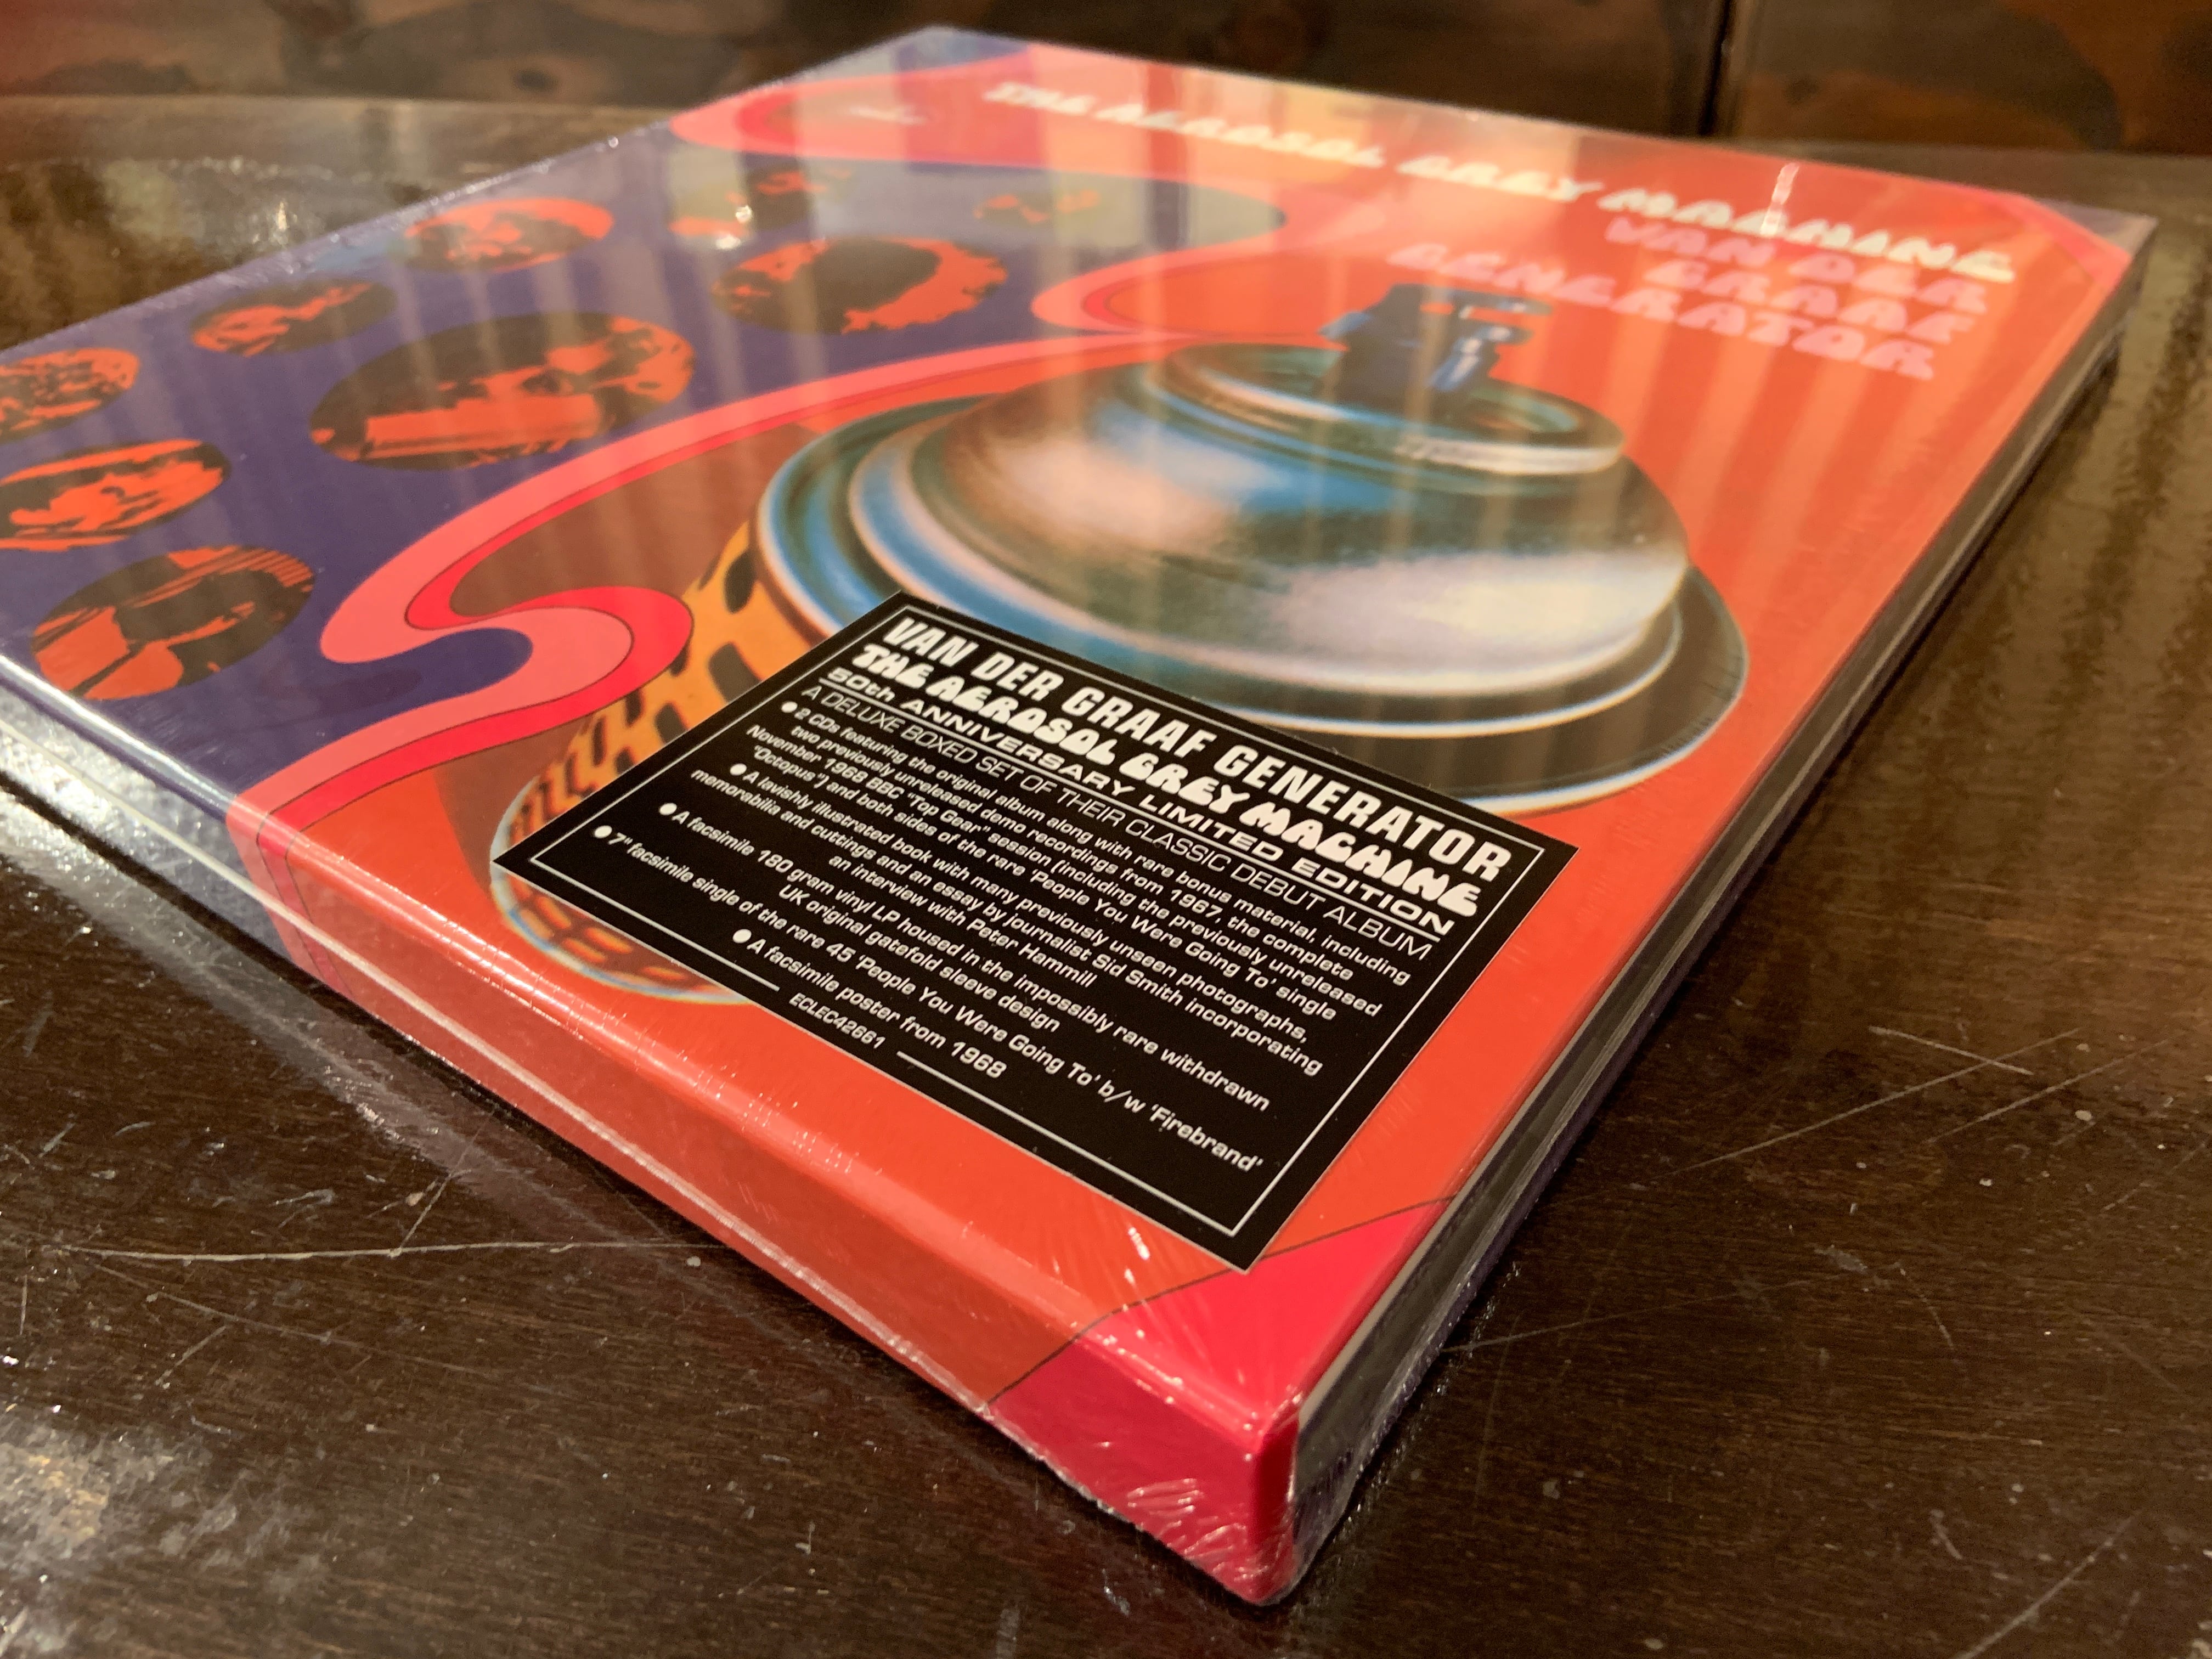 THE AEROSOL GREY MACHINE
VAN DER
GRAAF
GENERATOR
VAN DER GRAAF GENERATOR
THE AEROSOL GREY MACHINE
50th ANNIVERSARY LIMITED EDITION
A DELUXE BOXED SET OF THEIR CLASSIC DEBUT ALBUM
● 2 CDs featuring the original album along with rare bonus material, including
two previously unreleased demo recordings from 1967, the complete
November 1968 BBC "Top Gear" session (including the previously unreleased
"Octopus") and both sides of the rare 'People You Were Going To' single
● A lavishly illustrated book with many previously unseen photographs,
memorabilia and cuttings and an essay by journalist Sid Smith incorporating
an interview with Peter Hammill
● A facsimile 180 gram vinyl LP housed in the impossibly rare withdrawn
UK original gatefold sleeve design
● 7" facsimile single of the rare 45 'People You Were Going To' b/w 'Firebrand'
● A facsimile poster from 1968
ECLEC42661